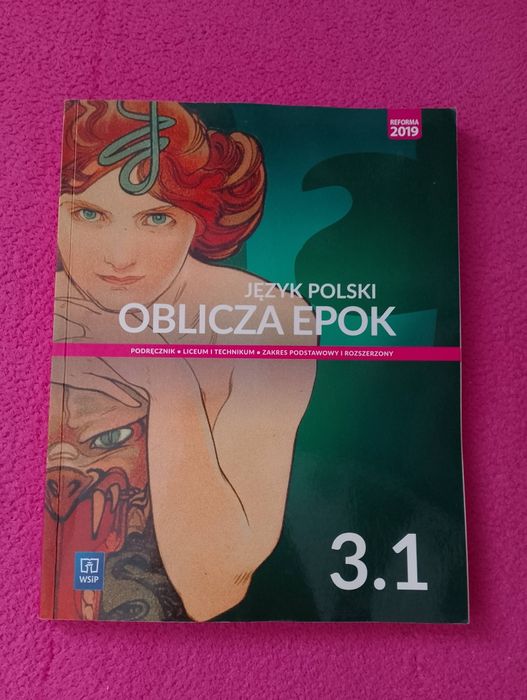 REFORMA
2019
JĘZYK POLSKI
OBLICZA EPOK
PODRĘCZNIK • LICEUM I TECHNIKUM • ZAKRES PODSTAWOWY I ROZSZERZONY
WSiP
3.1